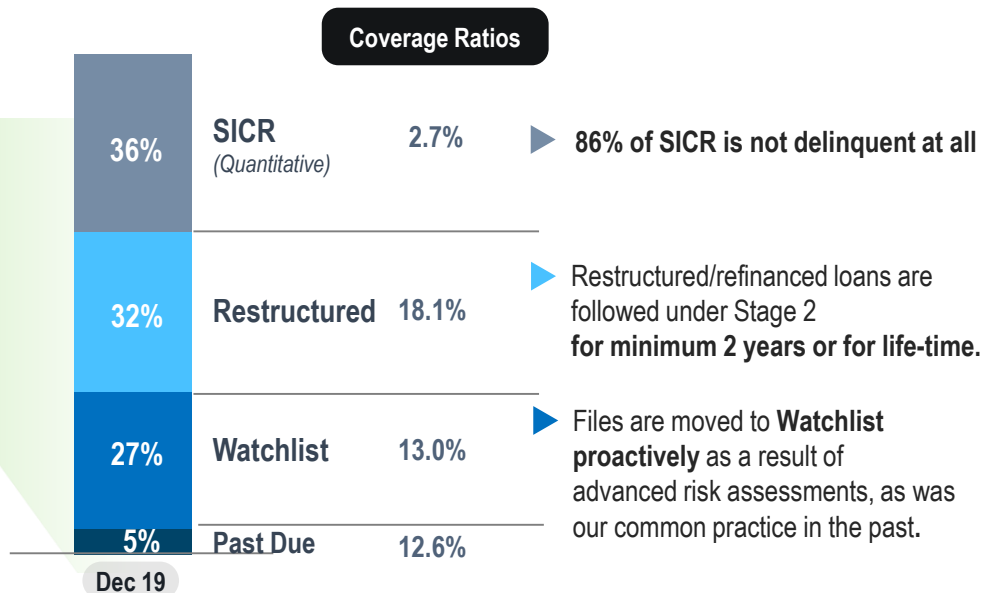 Coverage Ratios
36%
SICR
(Quantitative)
2.7%
86% of SICR is not delinquent at all
32%
Restructured
18.1%
Restructured/refinanced loans are
followed under Stage 2
for minimum 2 years or for life-time.
27%
Watchlist
13.0%
Files are moved to Watchlist
proactively as a result of
advanced risk assessments, as was
our common practice in the past.
5%
Past Due
12.6%
Dec 19